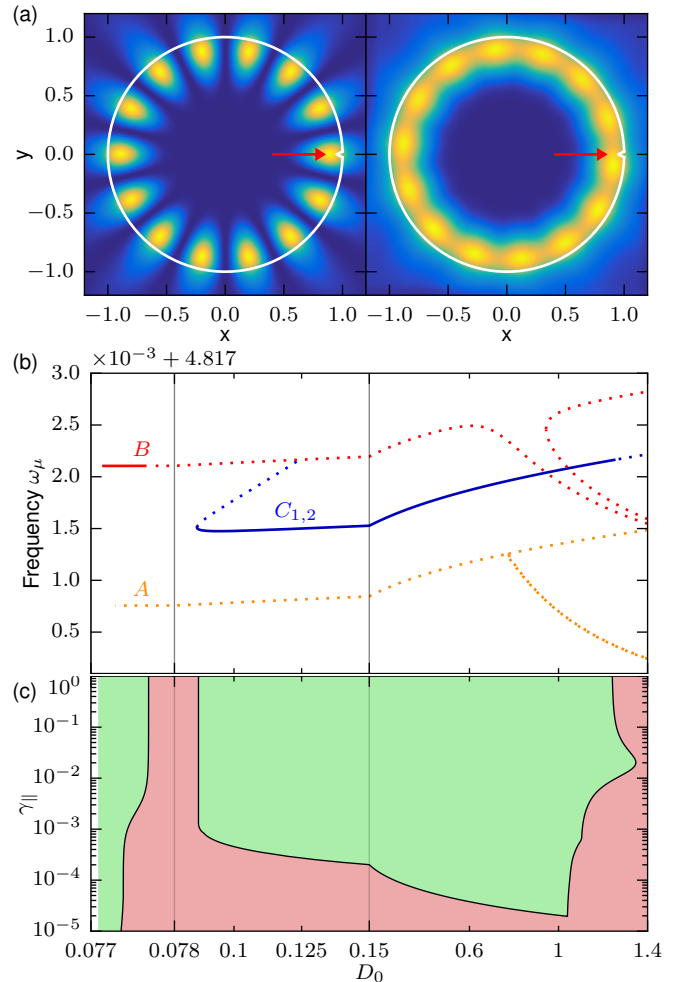 (a)
1.0
0.5
0.0
−0.5
−1.0
y
−1.0 −0.5 0.0 0.5 1.0
−1.0 −0.5 0.0 0.5 1.0
x
x
(b)
×10⁻³ + 4.817
3.0
2.5
2.0
1.5
1.0
0.5
Frequency ω_μ
B
C₁,₂
A
(c)
10⁰
10⁻¹
10⁻²
10⁻³
10⁻⁴
10⁻⁵
γ_∥
0.077 0.078 0.1 0.125 0.15 0.6 1 1.4
D₀